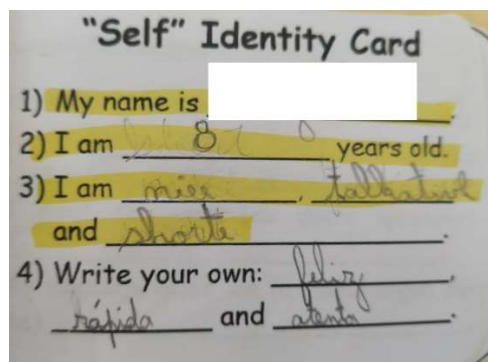 "Self" Identity Card
1) My name is
2) I am 8 years old.
3) I am nice, talkative
and shorte.
4) Write your own: feliz,
rápida and atenta.